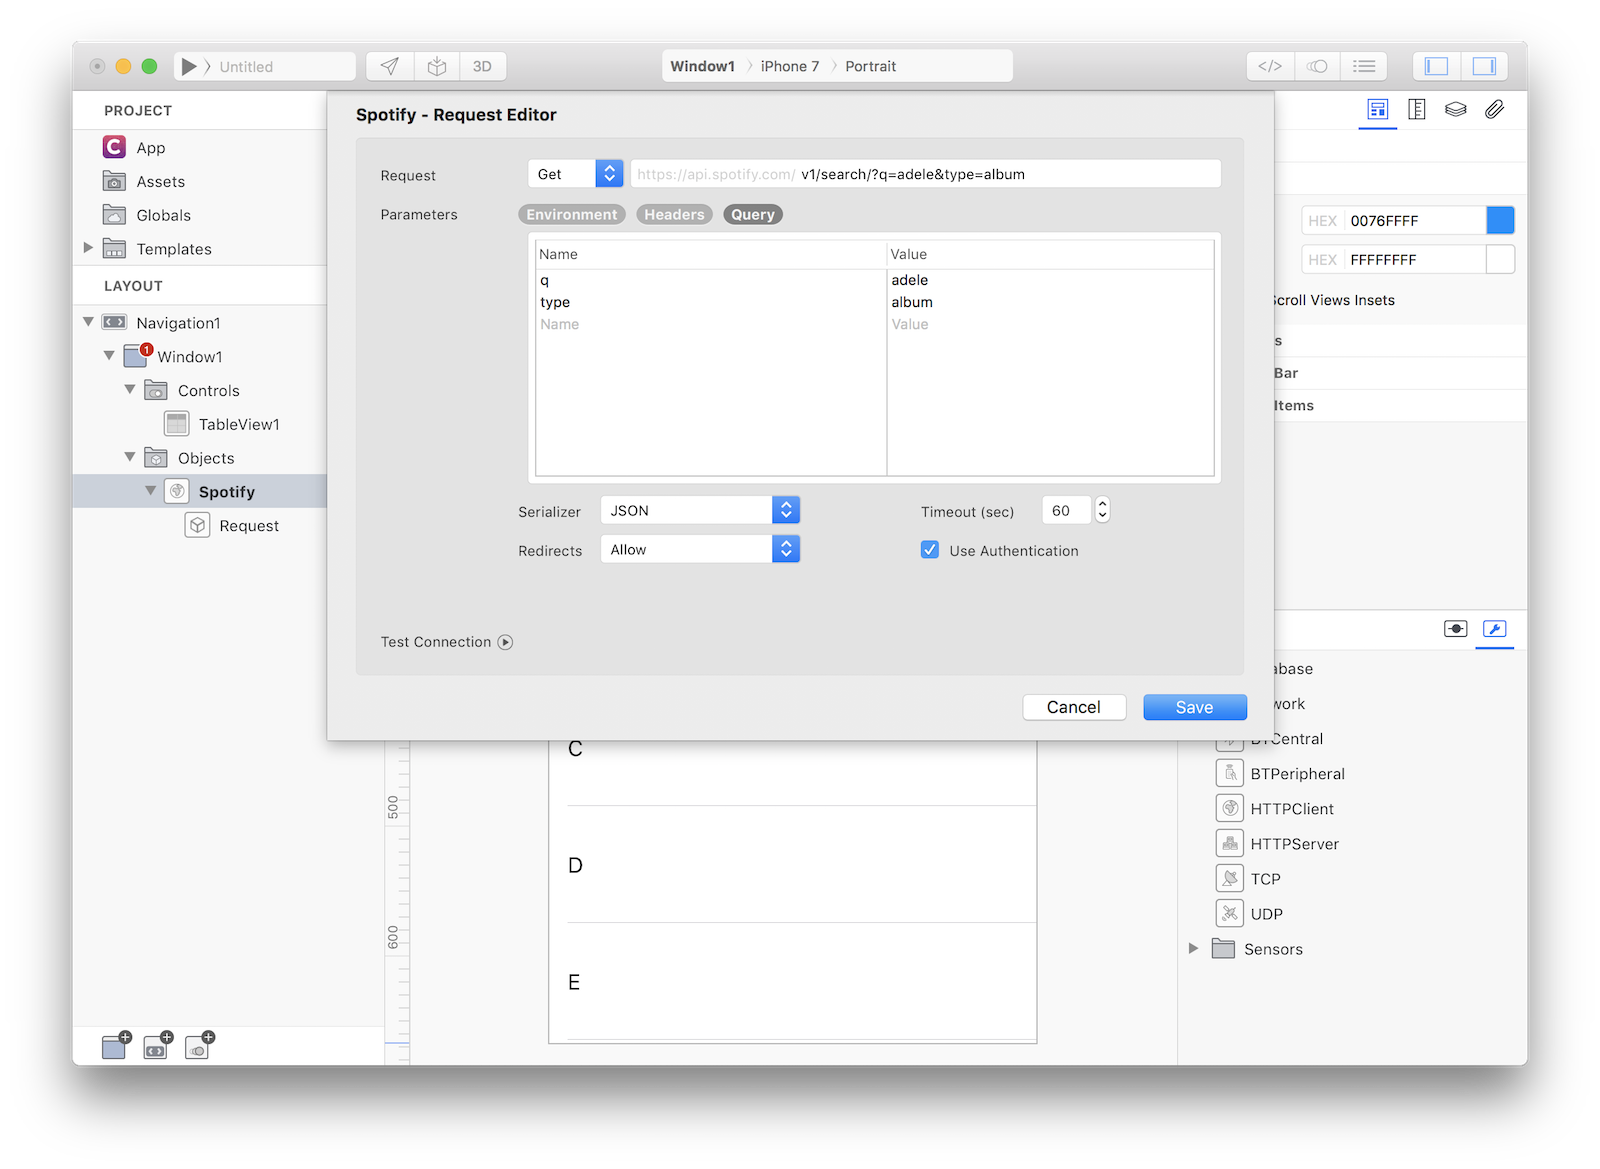 Untitled
3D
Window1 iPhone 7 Portrait
</>
PROJECT
App
Assets
Globals
Templates
LAYOUT
Navigation1
1
Window1
Controls
TableView1
Objects
Spotify
Request
Spotify - Request Editor
Request Get https://api.spotify.com/ v1/search/?q=adele&type=album
Parameters Environment Headers Query
Name Value
q adele
type album
Name Value
Serializer JSON Timeout (sec) 60
Redirects Allow Use Authentication
Test Connection
Cancel Save
HEX 0076FFFF
HEX FFFFFFFF
Scroll Views Insets
s
Bar
Items
abase
work
BTCentral
BTPeripheral
HTTPClient
HTTPServer
TCP
UDP
Sensors
500
600
C
D
E